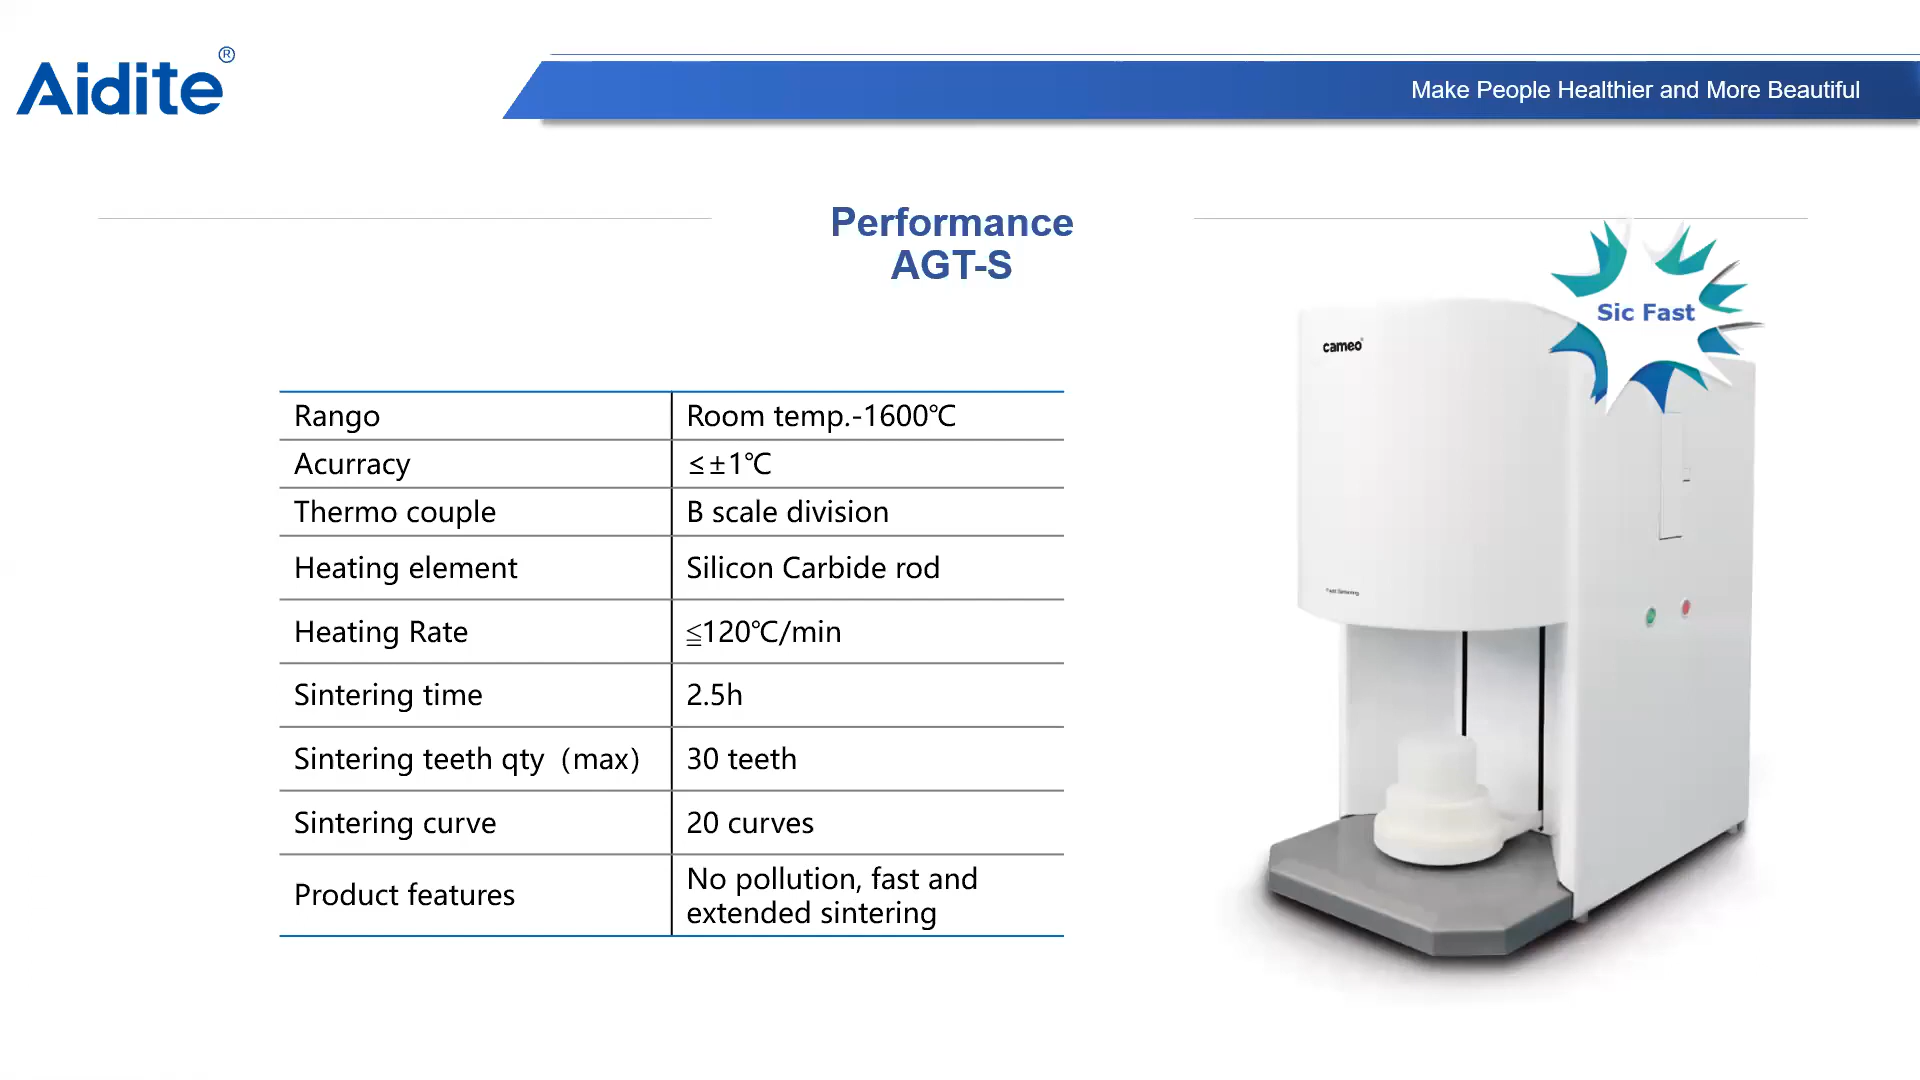 Aidite®
Make People Healthier and More Beautiful
Performance
AGT-S
Sic Fast
cameo
Fast Sintering
Rango Room temp.-1600℃
Acurracy ≤±1℃
Thermo couple B scale division
Heating element Silicon Carbide rod
Heating Rate ≦120℃/min
Sintering time 2.5h
Sintering teeth qty（max） 30 teeth
Sintering curve 20 curves
Product features No pollution, fast and
extended sintering